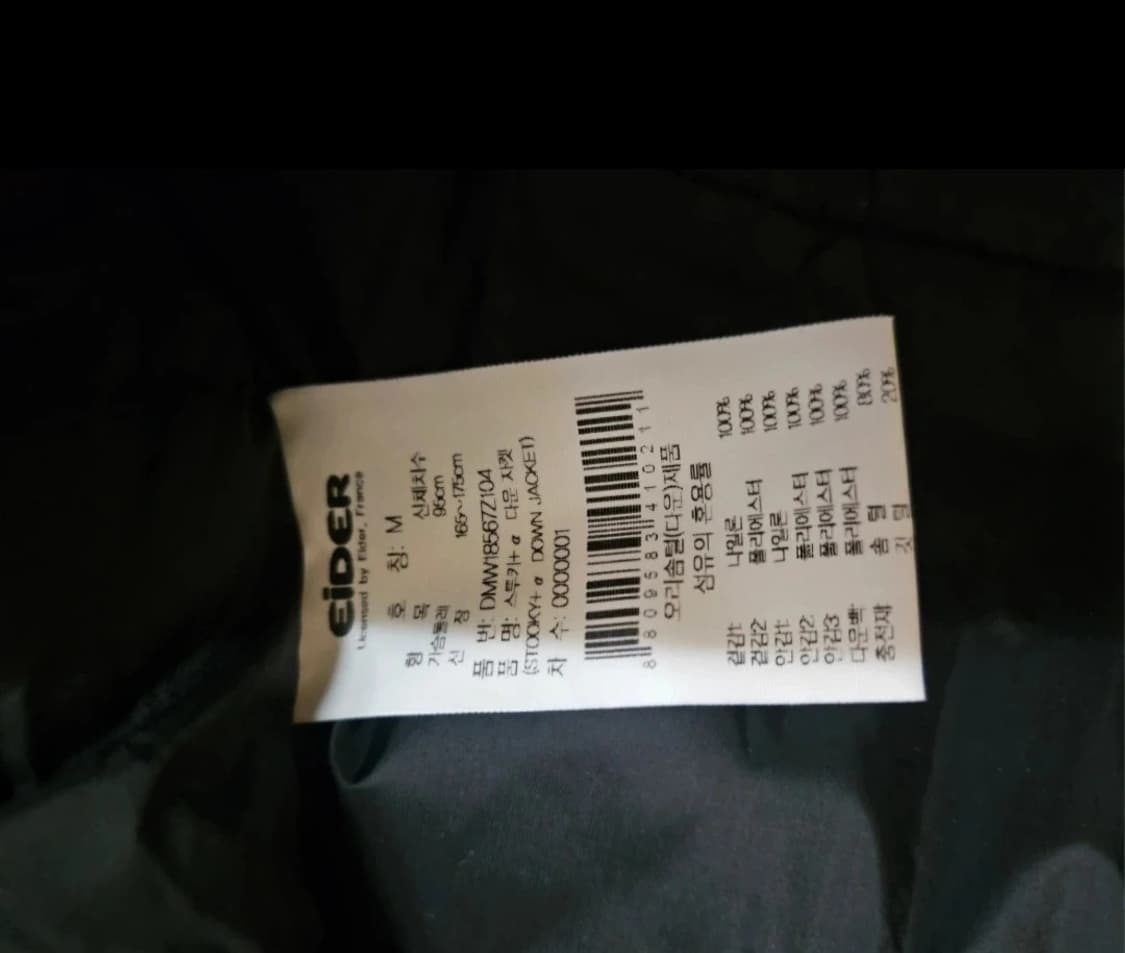 EiDER
Licensed by Eider, France
호 칭: M
항 목 신체치수
가슴둘레 95cm
신 장 165~175cm
품 번: DMW18567Z104
품 명: 스투키+α 다운 자켓
(STOOKY+α DOWN JACKET)
차 수: 0000001
8809583410211
오리솜털(다운)제품
섬유의 혼용률
겉감1: 나일론 100%
겉감2: 폴리에스터 100%
안감1: 나일론 100%
안감2: 폴리에스터 100%
안감3: 폴리에스터 100%
다운백: 폴리에스터 100%
충전재: 솜 털 80%
깃 털 20%